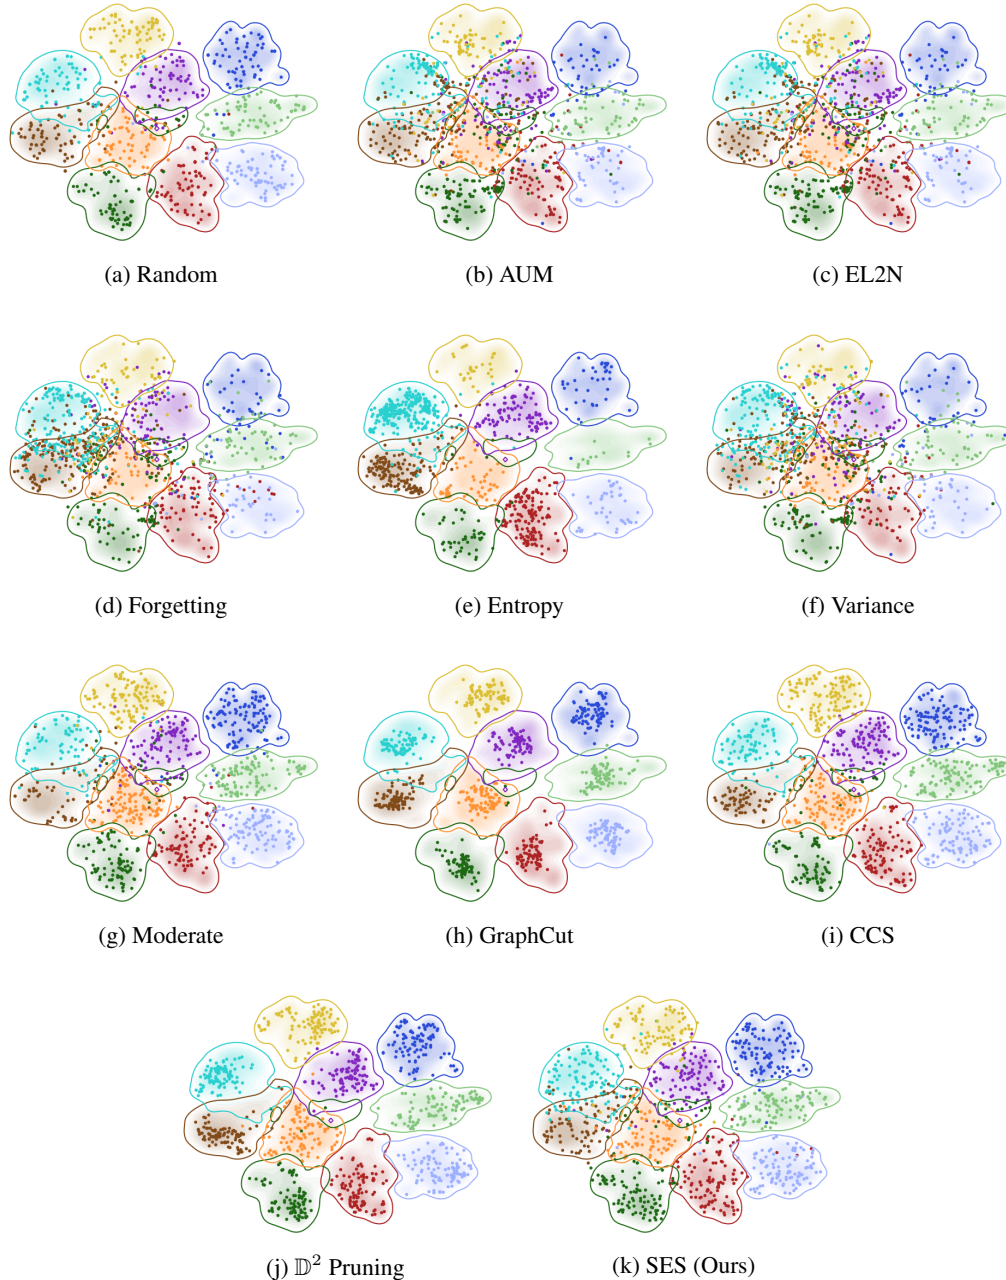 (a) Random
(b) AUM
(c) EL2N
(d) Forgetting
(e) Entropy
(f) Variance
(g) Moderate
(h) GraphCut
(i) CCS
(j) 𝔻² Pruning
(k) SES (Ours)